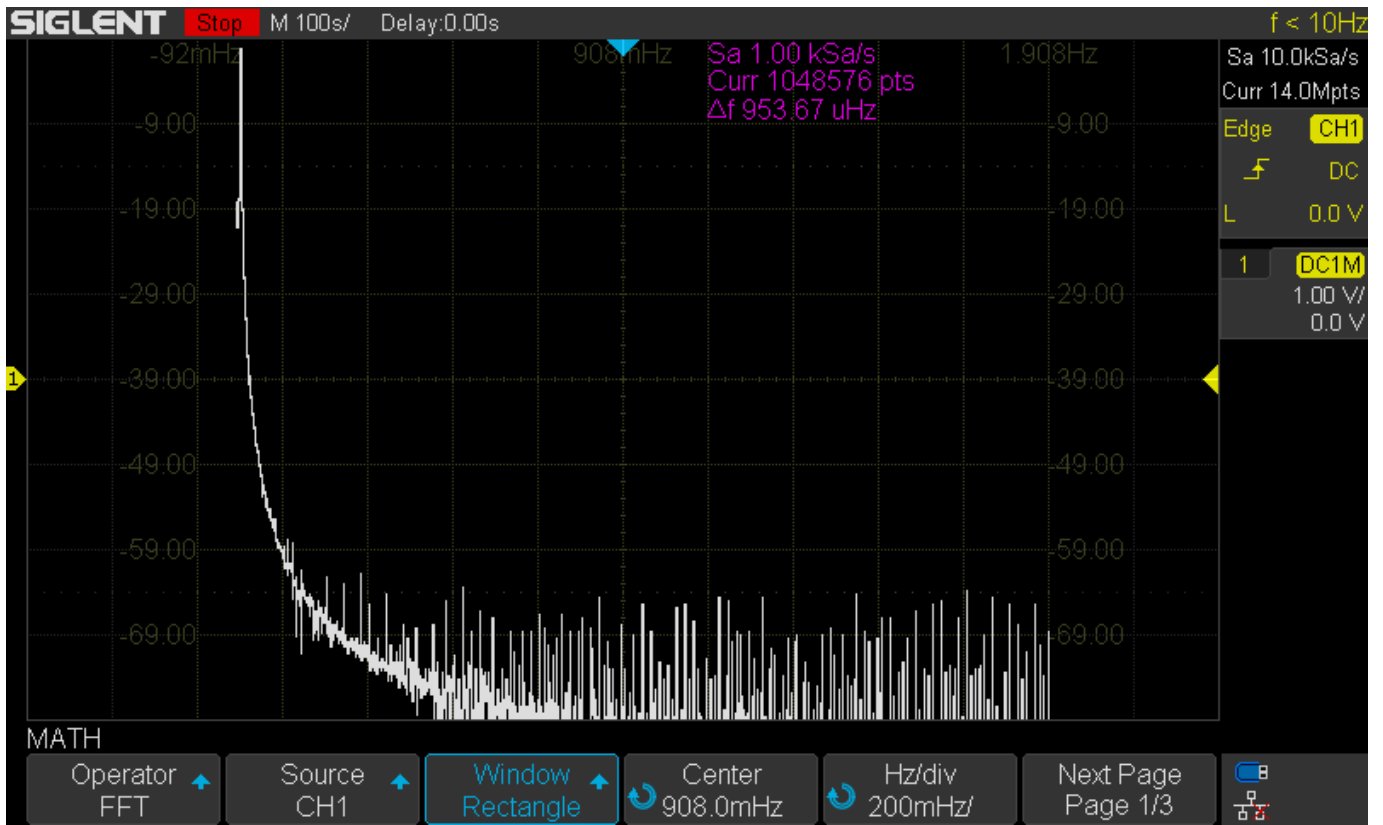 SIGLENT Stop M 100s/ Delay:0.00s f < 10Hz
-92mHz 908mHz Sa 1.00 kSa/s 1.908Hz
Curr 1048576 pts
Δf 953.67 uHz
Sa 10.0kSa/s
Curr 14.0Mpts
Edge CH1
DC
L 0.0 V
1 DC1M
1.00 V/
0.0 V
-9.00 -9.00
-19.00 -19.00
-29.00 -29.00
1 -39.00 -39.00
-49.00 -49.00
-59.00 -59.00
-69.00 -69.00
MATH
Operator
FFT
Source
CH1
Window
Rectangle
Center
908.0mHz
Hz/div
200mHz/
Next Page
Page 1/3